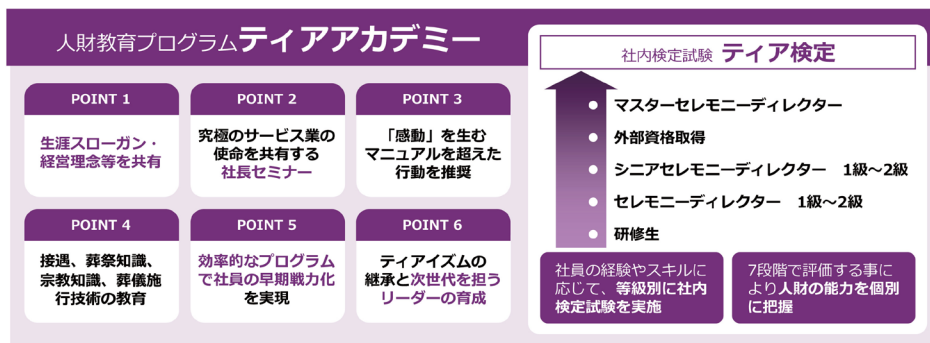 人財教育プログラムティアアカデミー
POINT 1
生涯スローガン・
経営理念等を共有
POINT 2
究極のサービス業の
使命を共有する
社長セミナー
POINT 3
「感動」を生む
マニュアルを超えた
行動を推奨
POINT 4
接遇、葬祭知識、
宗教知識、葬儀施
行技術の教育
POINT 5
効率的なプログラム
で社員の早期戦力化
を実現
POINT 6
ティアイズムの
継承と次世代を担う
リーダーの育成
社内検定試験 ティア検定
マスターセレモニーディレクター
外部資格取得
シニアセレモニーディレクター 1級～2級
セレモニーディレクター 1級～2級
研修生
社員の経験やスキルに
応じて、等級別に社内
検定試験を実施
7段階で評価する事に
より人財の能力を個別
に把握